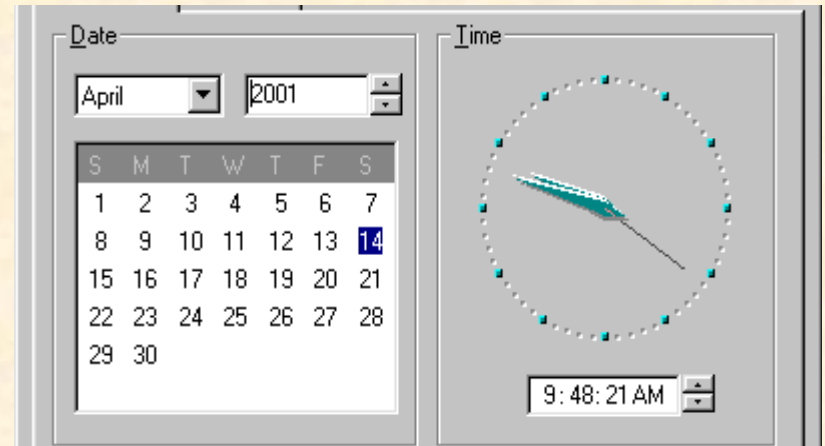 Date
April 2001
S M T W T F S
1 2 3 4 5 6 7
8 9 10 11 12 13 14
15 16 17 18 19 20 21
22 23 24 25 26 27 28
29 30
Time
9:48:21 AM